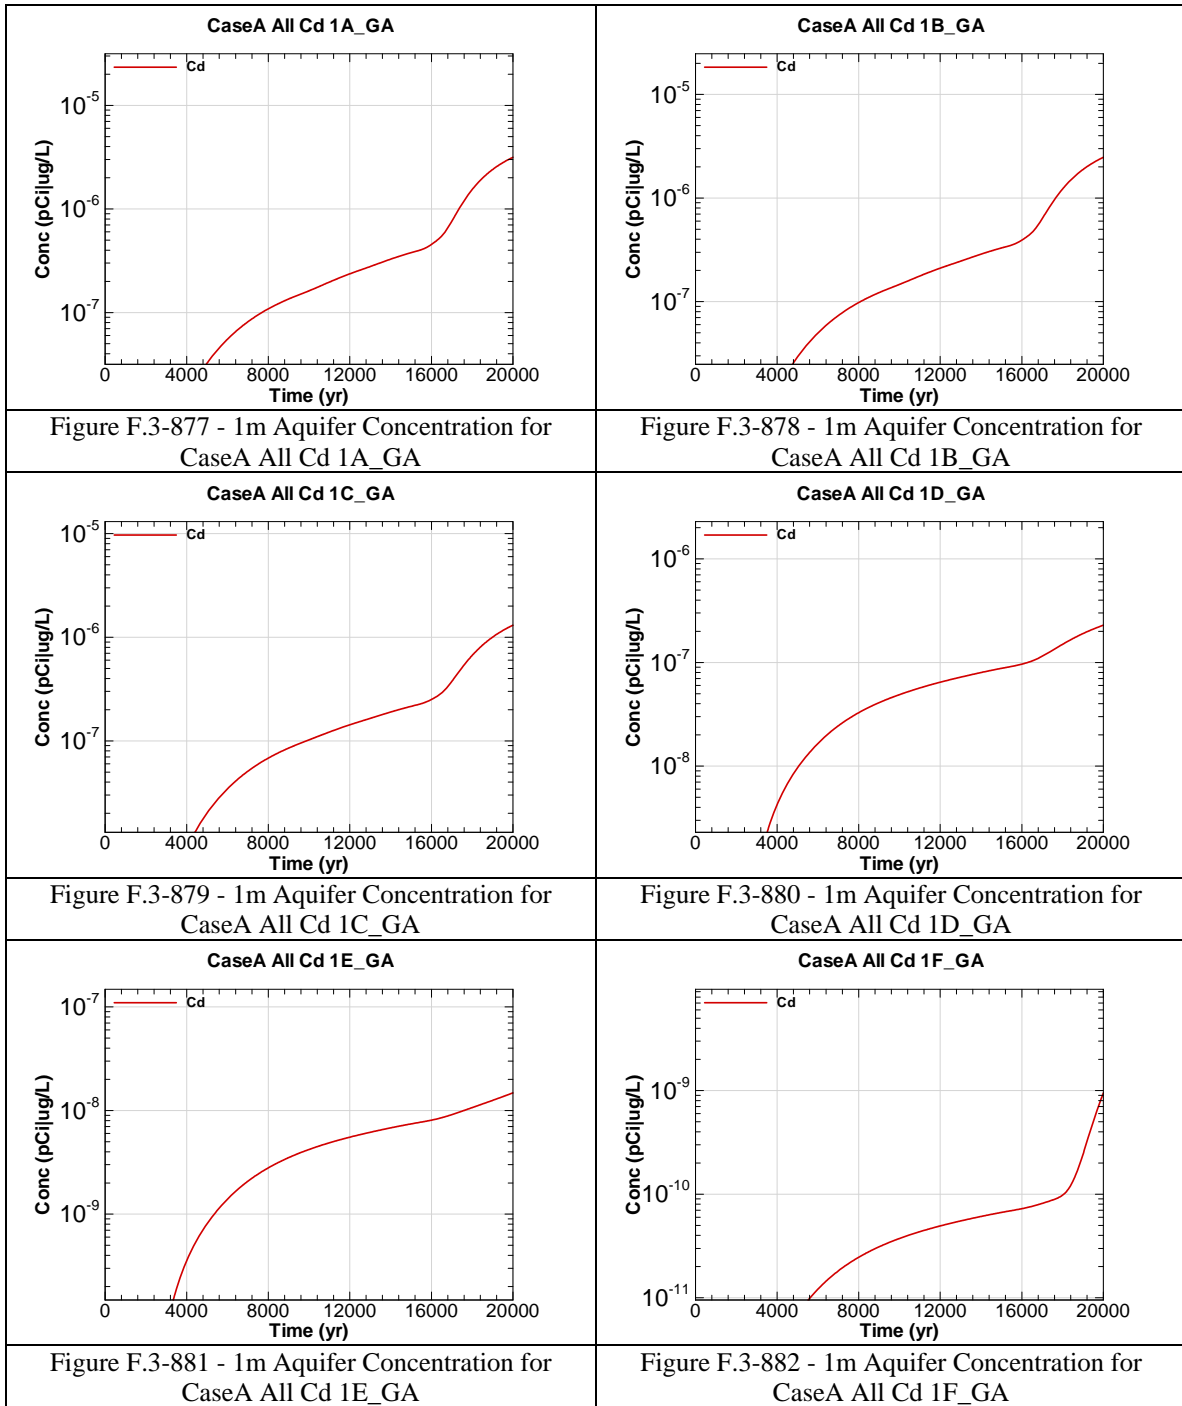 CaseA All Cd 1A_GA
Cd
10^-5
10^-6
10^-7
Conc (pCi|ug/L)
0 4000 8000 12000 16000 20000
Time (yr)
Figure F.3-877 - 1m Aquifer Concentration for
CaseA All Cd 1A_GA
CaseA All Cd 1B_GA
Cd
10^-5
10^-6
10^-7
Conc (pCi|ug/L)
0 4000 8000 12000 16000 20000
Time (yr)
Figure F.3-878 - 1m Aquifer Concentration for
CaseA All Cd 1B_GA
CaseA All Cd 1C_GA
Cd
10^-5
10^-6
10^-7
Conc (pCi|ug/L)
0 4000 8000 12000 16000 20000
Time (yr)
Figure F.3-879 - 1m Aquifer Concentration for
CaseA All Cd 1C_GA
CaseA All Cd 1D_GA
Cd
10^-6
10^-7
10^-8
Conc (pCi|ug/L)
0 4000 8000 12000 16000 20000
Time (yr)
Figure F.3-880 - 1m Aquifer Concentration for
CaseA All Cd 1D_GA
CaseA All Cd 1E_GA
Cd
10^-7
10^-8
10^-9
Conc (pCi|ug/L)
0 4000 8000 12000 16000 20000
Time (yr)
Figure F.3-881 - 1m Aquifer Concentration for
CaseA All Cd 1E_GA
CaseA All Cd 1F_GA
Cd
10^-9
10^-10
10^-11
Conc (pCi|ug/L)
0 4000 8000 12000 16000 20000
Time (yr)
Figure F.3-882 - 1m Aquifer Concentration for
CaseA All Cd 1F_GA